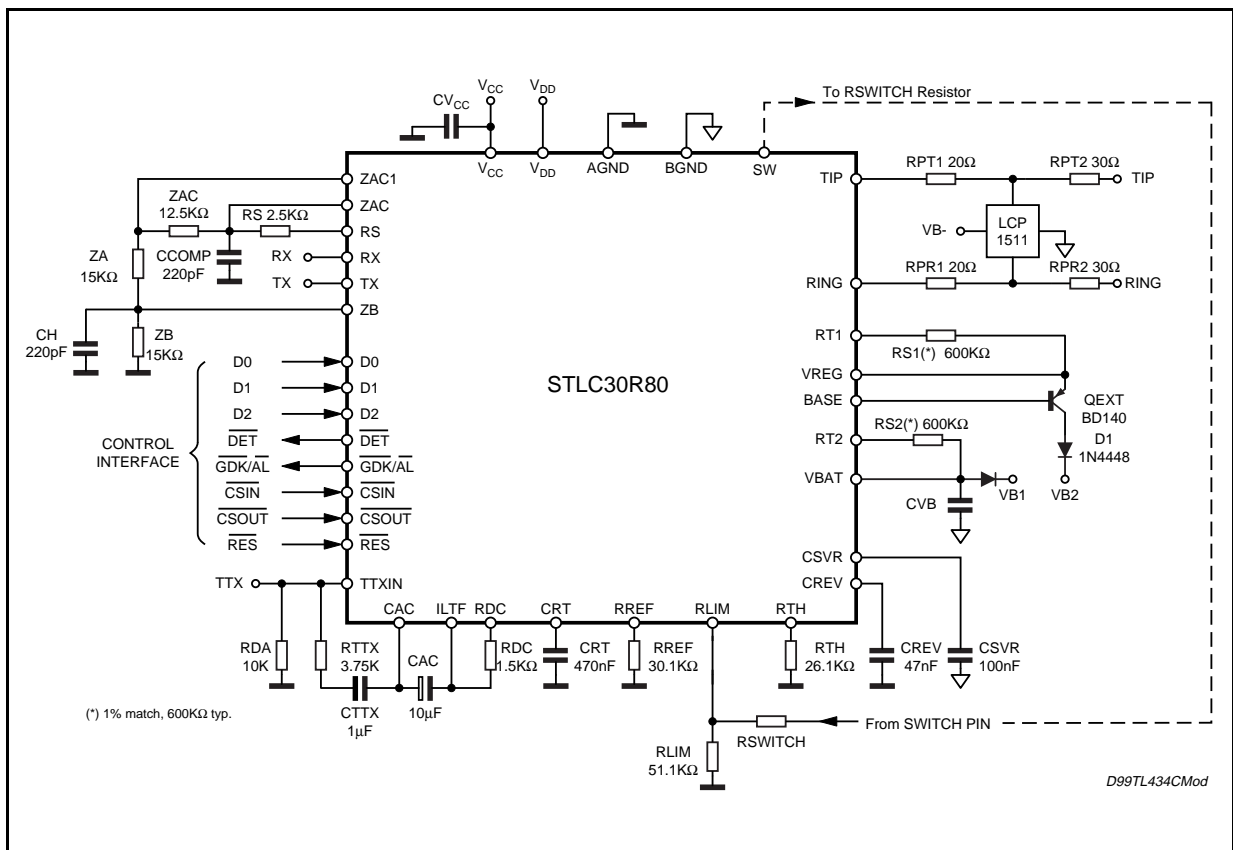 To RSWITCH Resistor
VCC
VDD
CVCC
VCC
VDD
AGND
BGND
SW
ZAC1
ZAC
12.5KΩ
RS 2.5KΩ
ZAC
RS
RX
RX
TX
TX
ZA
15KΩ
CCOMP
220pF
ZB
CH
220pF
ZB
15KΩ
CONTROL
INTERFACE
D0
D0
D1
D1
D2
D2
DET
DET
GDK/AL
GDK/AL
CSIN
CSIN
CSOUT
CSOUT
RES
RES
TTX
TTXIN
STLC30R80
TIP
RPT1 20Ω
RPT2 30Ω
TIP
LCP
1511
VB-
RING
RPR1 20Ω
RPR2 30Ω
RING
RT1
RS1(*) 600KΩ
VREG
BASE
QEXT
BD140
D1
1N4448
RT2
RS2(*) 600KΩ
VBAT
VB1
VB2
CVB
CSVR
CREV
CAC
ILTF
RDC
CRT
RREF
RLIM
RTH
RDA
10K
RTTX
3.75K
CAC
10µF
CTTX
1µF
RDC
1.5KΩ
CRT
470nF
RREF
30.1KΩ
RTH
26.1KΩ
CREV
47nF
CSVR
100nF
RSWITCH
From SWITCH PIN
RLIM
51.1KΩ
(*) 1% match, 600KΩ typ.
D99TL434CMod